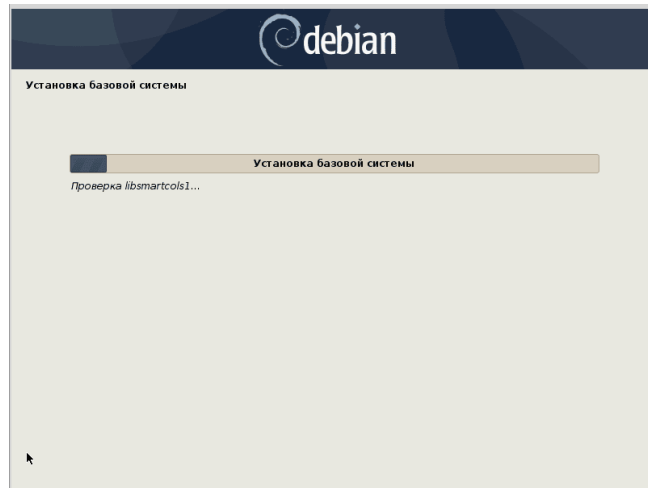 debian
Установка базовой системы
Установка базовой системы
Проверка libsmartcols1...